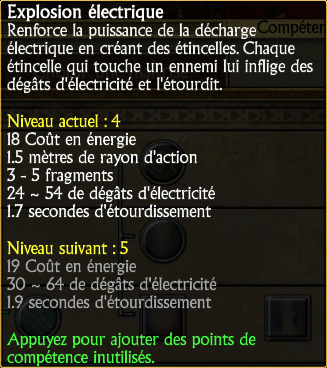 Explosion électrique
Renforce la puissance de la décharge
électrique en créant des étincelles. Chaque
étincelle qui touche un ennemi lui inflige des
dégâts d'électricité et l'étourdit.
Niveau actuel : 4
18 Coût en énergie
1.5 mètres de rayon d'action
3 - 5 fragments
24 ~ 54 de dégâts d'électricité
1.7 secondes d'étourdissement
Niveau suivant : 5
19 Coût en énergie
30 ~ 64 de dégâts d'électricité
1.9 secondes d'étourdissement
Appuyez pour ajouter des points de
compétence inutilisés.